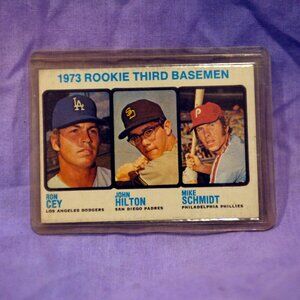 1973 ROOKIE THIRD BASEMEN
LA
SD
P
RON
CEY
LOS ANGELES DODGERS
JOHN
HILTON
SAN DIEGO PADRES
MIKE
SCHMIDT
PHILADELPHIA PHILLIES